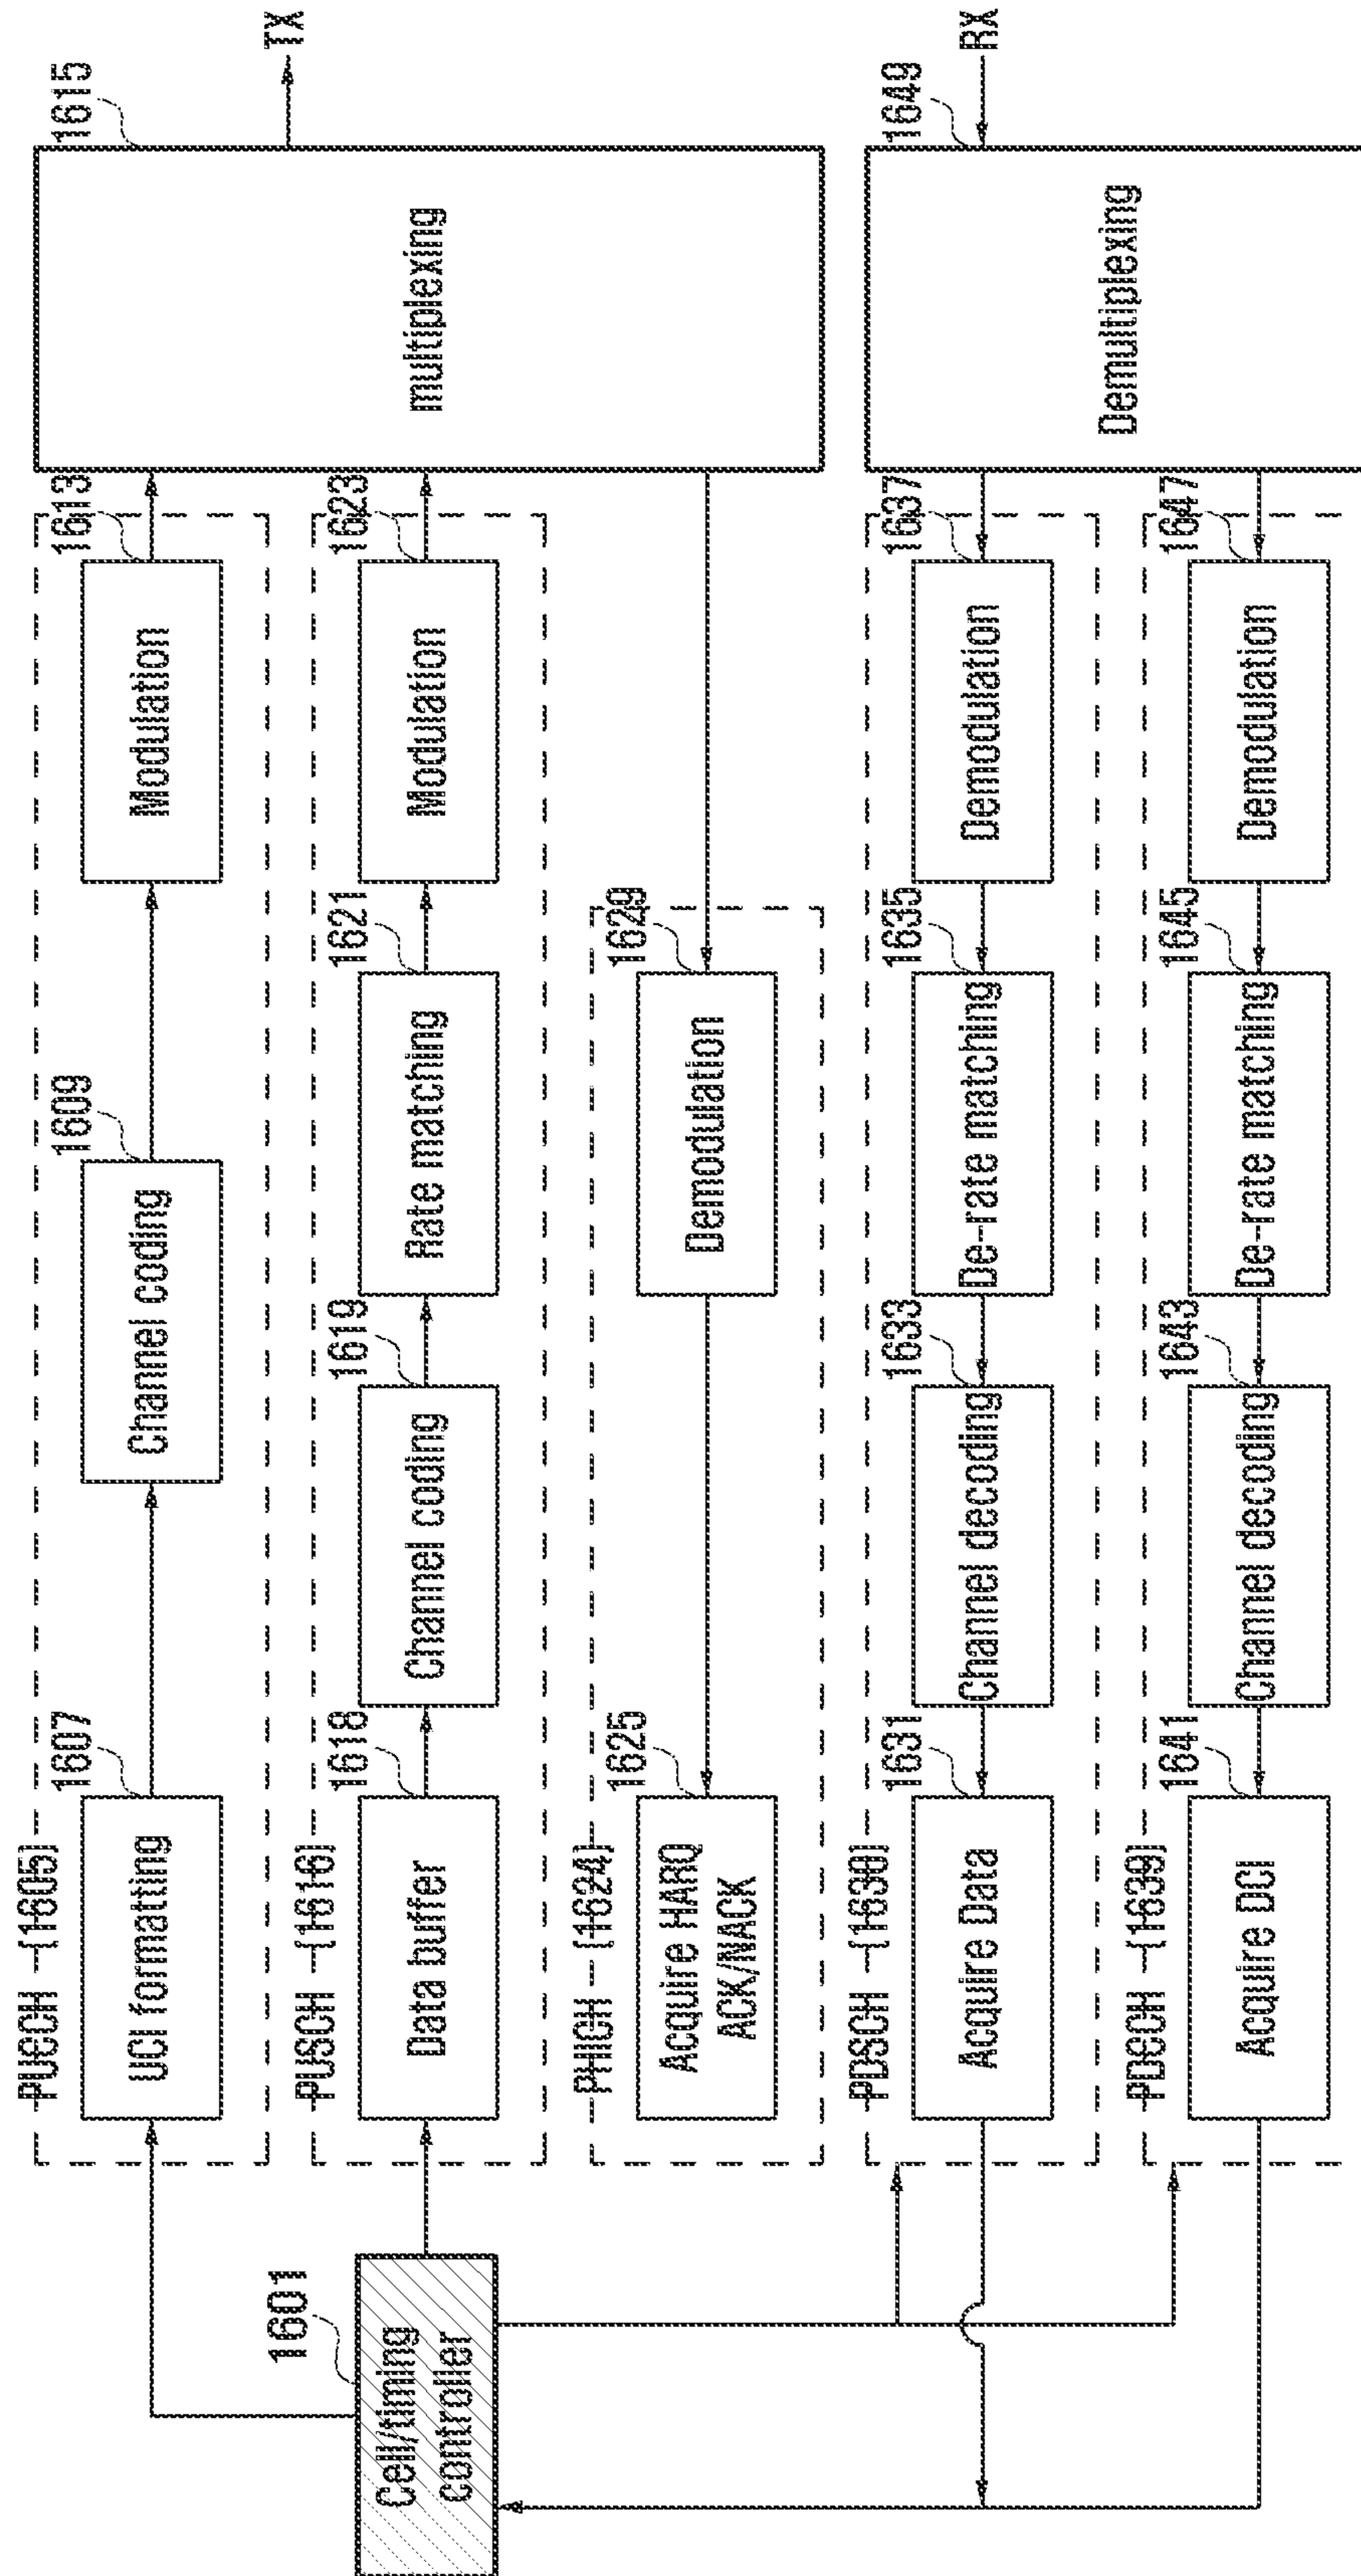 PUCCH (1605)
1607
UCI formatting
1609
Channel coding
1613
Modulation
1615
multiplexing
TX
1601
Cell/timing
controller
PUSCH (1616)
1618
Data buffer
1619
Channel coding
1621
Rate matching
1623
Modulation
PHICH (1624)
1625
Acquire HARQ
ACK/NACK
1629
Demodulation
PDSCH (1630)
1631
Acquire Data
1633
Channel decoding
1635
De-rate matching
1637
Demodulation
1649
Demultiplexing
RX
PDCCH (1639)
1641
Acquire DCI
1643
Channel decoding
1645
De-rate matching
1647
Demodulation